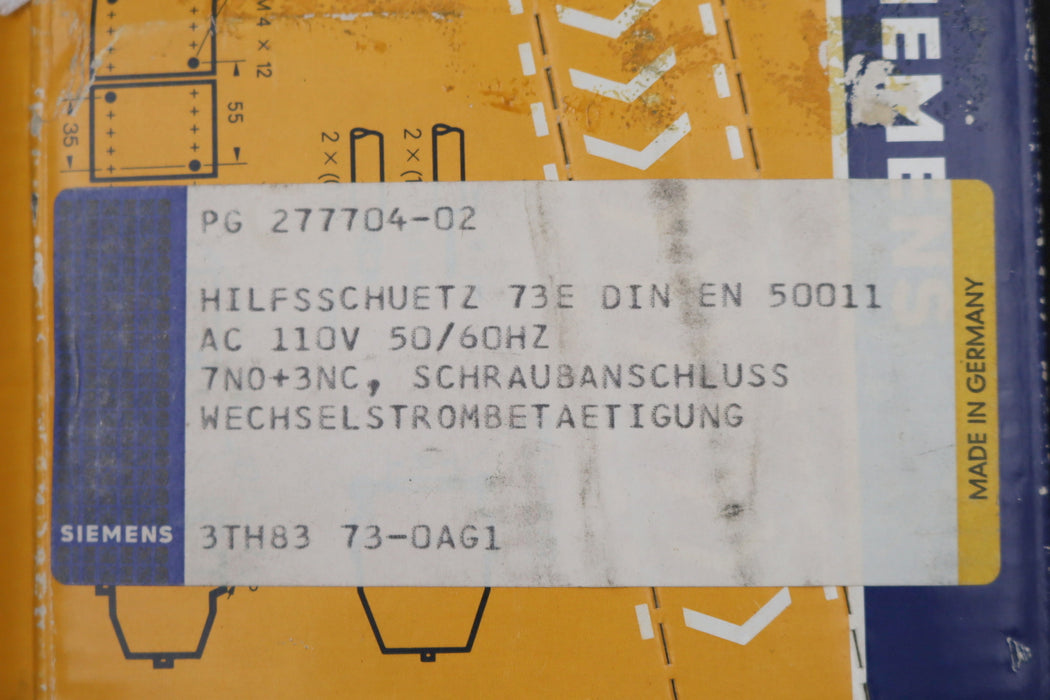 M4 × 12
55
35
2 × (
2 × (1
SIEMENS
PG 277704-02
HILFSSCHUETZ 73E DIN EN 50011
AC 110V 50/60HZ
7NO+3NC, SCHRAUBANSCHLUSS
WECHSELSTROMBETAETIGUNG
SIEMENS
3TH83 73-0AG1
MADE IN GERMANY